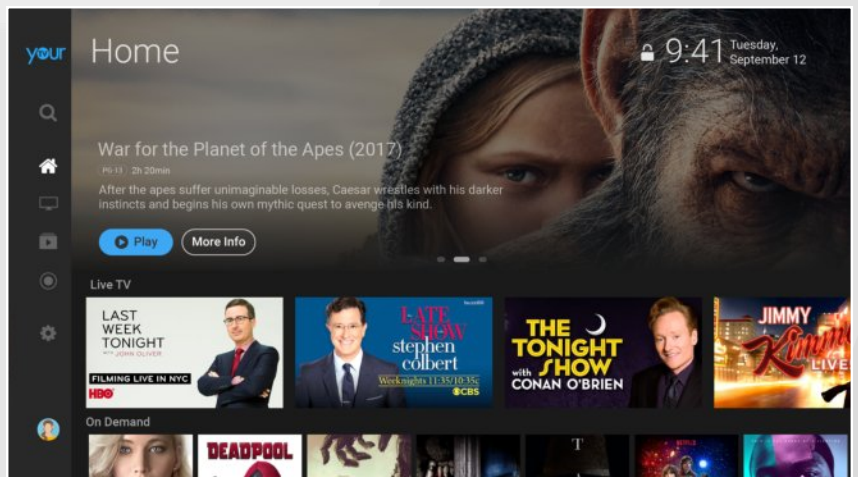 your
tv
Home
9:41
Tuesday,
September 12
War for the Planet of the Apes (2017)
PG-13 2h 20min
After the apes suffer unimaginable losses, Caesar wrestles with his darker
instincts and begins his own mythic quest to avenge his kind.
Play
More Info
Live TV
LAST
WEEK
TONIGHT
WITH JOHN OLIVER
FILMING LIVE IN NYC
HBO
LATE
SHOW
stephen
colbert
Weeknights 11:35/10:35c
CBS
THE
TONIGHT
SHOW
with
CONAN O'BRIEN
JIMMY
Kimmel
LIVE
On Demand
DEADPOOL
T
NETFLIX